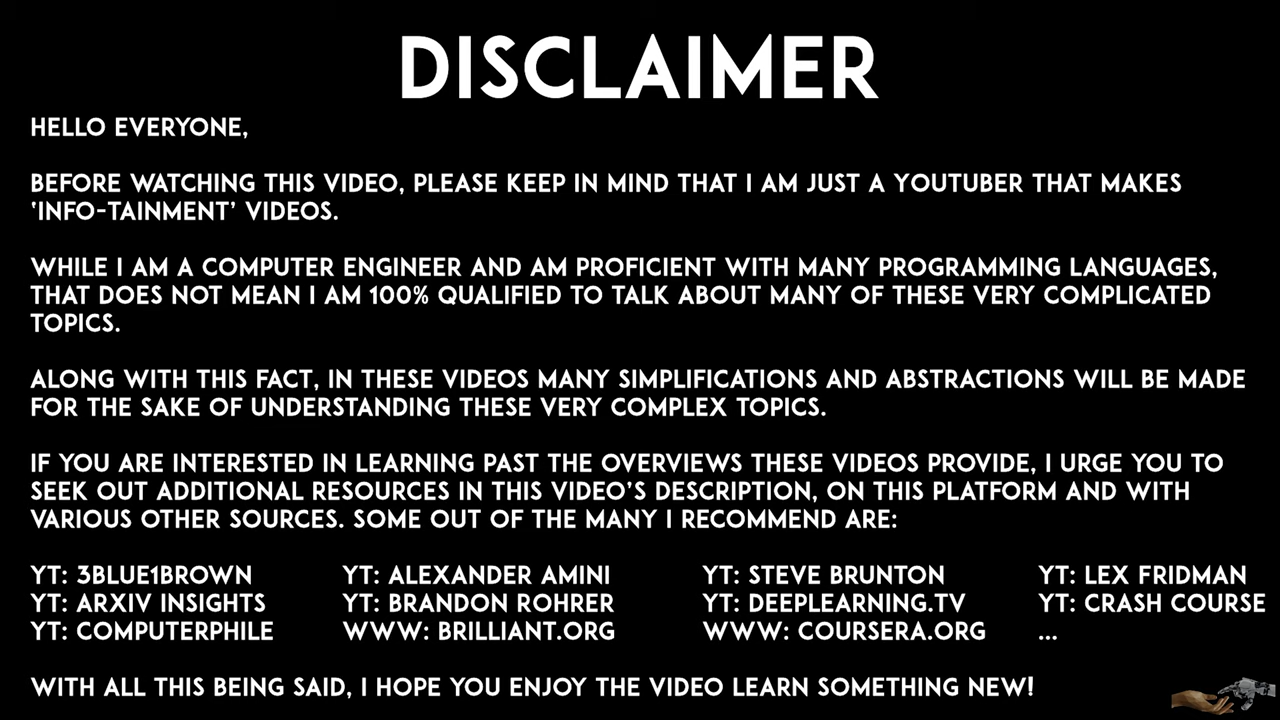 DISCLAIMER
HELLO EVERYONE,
BEFORE WATCHING THIS VIDEO, PLEASE KEEP IN MIND THAT I AM JUST A YOUTUBER THAT MAKES
‘INFO-TAINMENT’ VIDEOS.
WHILE I AM A COMPUTER ENGINEER AND AM PROFICIENT WITH MANY PROGRAMMING LANGUAGES,
THAT DOES NOT MEAN I AM 100% QUALIFIED TO TALK ABOUT MANY OF THESE VERY COMPLICATED
TOPICS.
ALONG WITH THIS FACT, IN THESE VIDEOS MANY SIMPLIFICATIONS AND ABSTRACTIONS WILL BE MADE
FOR THE SAKE OF UNDERSTANDING THESE VERY COMPLEX TOPICS.
IF YOU ARE INTERESTED IN LEARNING PAST THE OVERVIEWS THESE VIDEOS PROVIDE, I URGE YOU TO
SEEK OUT ADDITIONAL RESOURCES IN THIS VIDEO’S DESCRIPTION, ON THIS PLATFORM AND WITH
VARIOUS OTHER SOURCES. SOME OUT OF THE MANY I RECOMMEND ARE:
YT: 3BLUE1BROWN YT: ALEXANDER AMINI YT: STEVE BRUNTON YT: LEX FRIDMAN
YT: ARXIV INSIGHTS YT: BRANDON ROHRER YT: DEEPLEARNING.TV YT: CRASH COURSE
YT: COMPUTERPHILE WWW: BRILLIANT.ORG WWW: COURSERA.ORG ...
WITH ALL THIS BEING SAID, I HOPE YOU ENJOY THE VIDEO LEARN SOMETHING NEW!